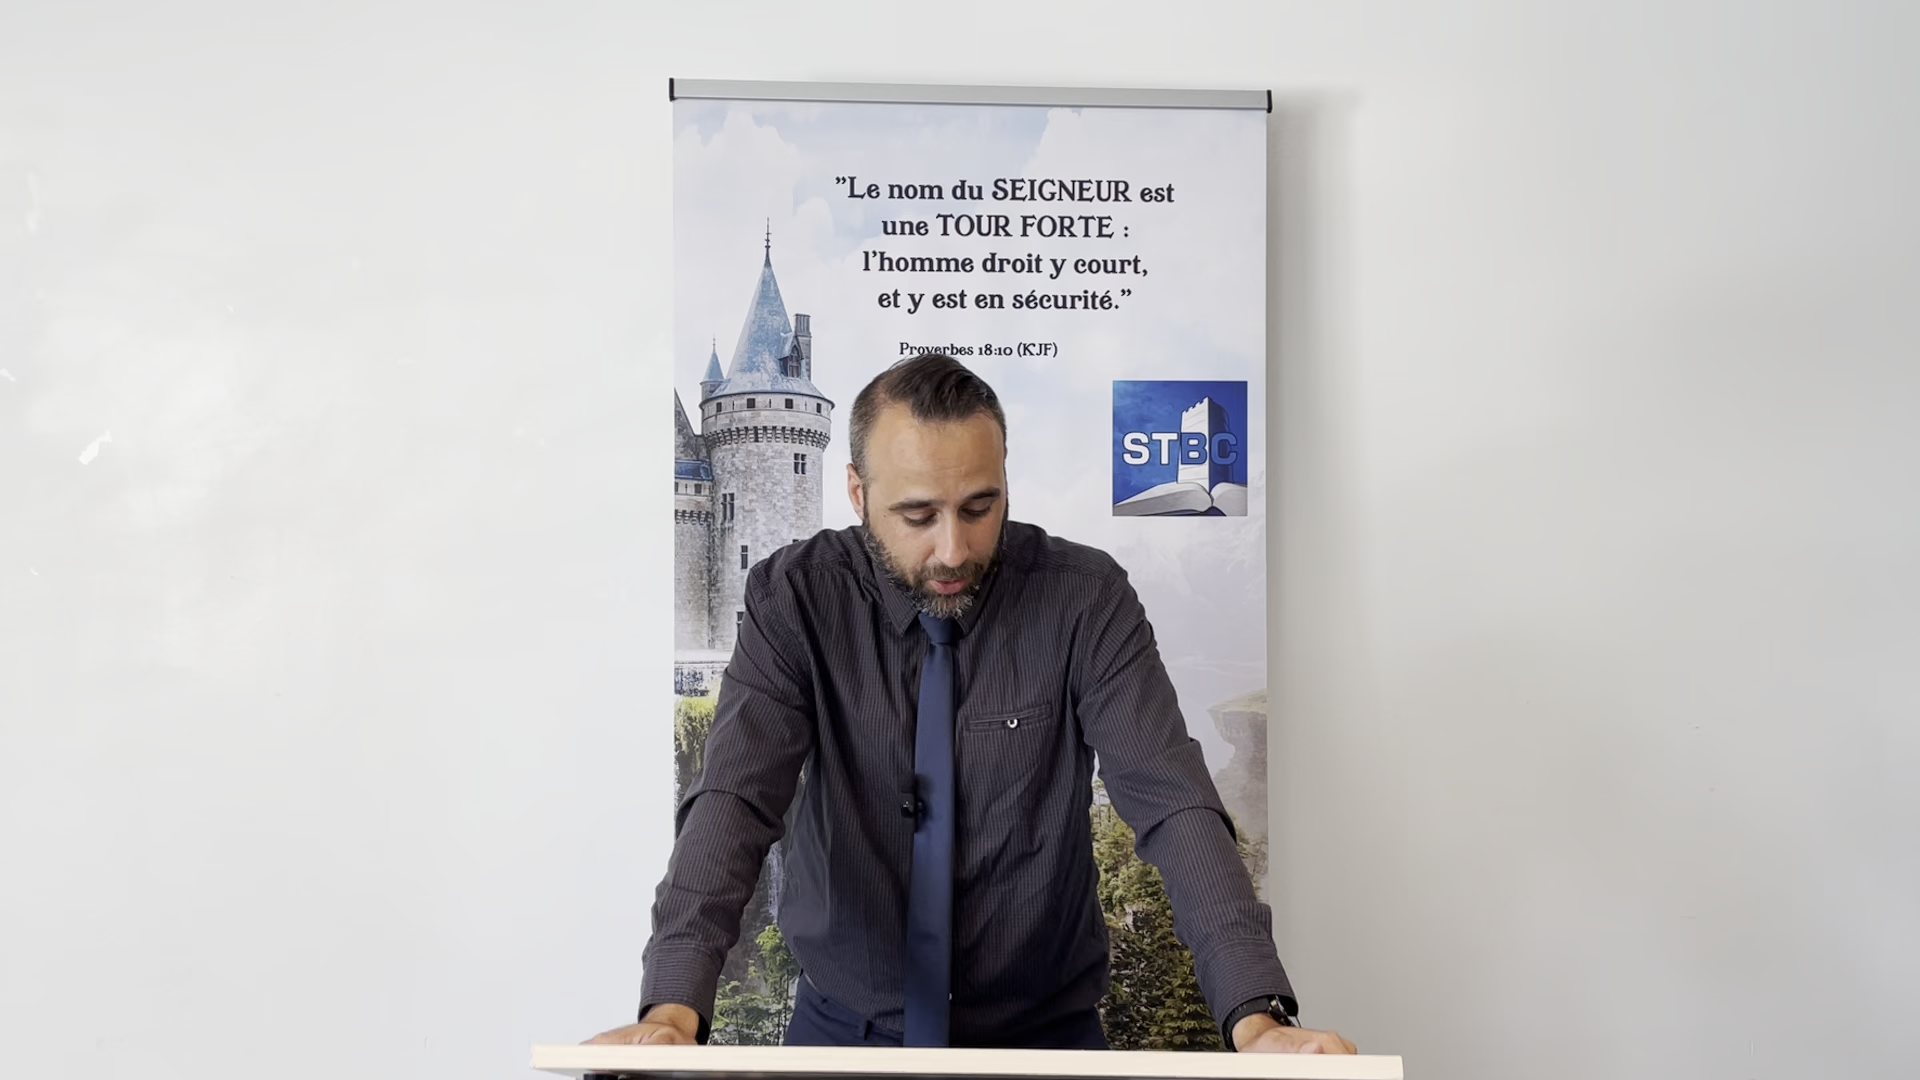 "Le nom du SEIGNEUR est
une TOUR FORTE :
l'homme droit y court,
et y est en sécurité."
Proverbes 18:10 (KJF)
STBC